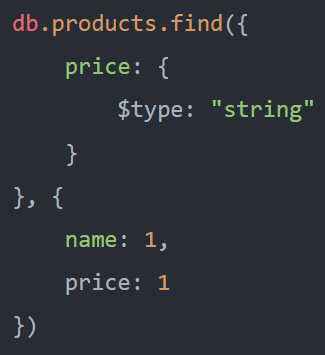 db.products.find({
    price: {
        $type: "string"
    }
}, {
    name: 1,
    price: 1
})